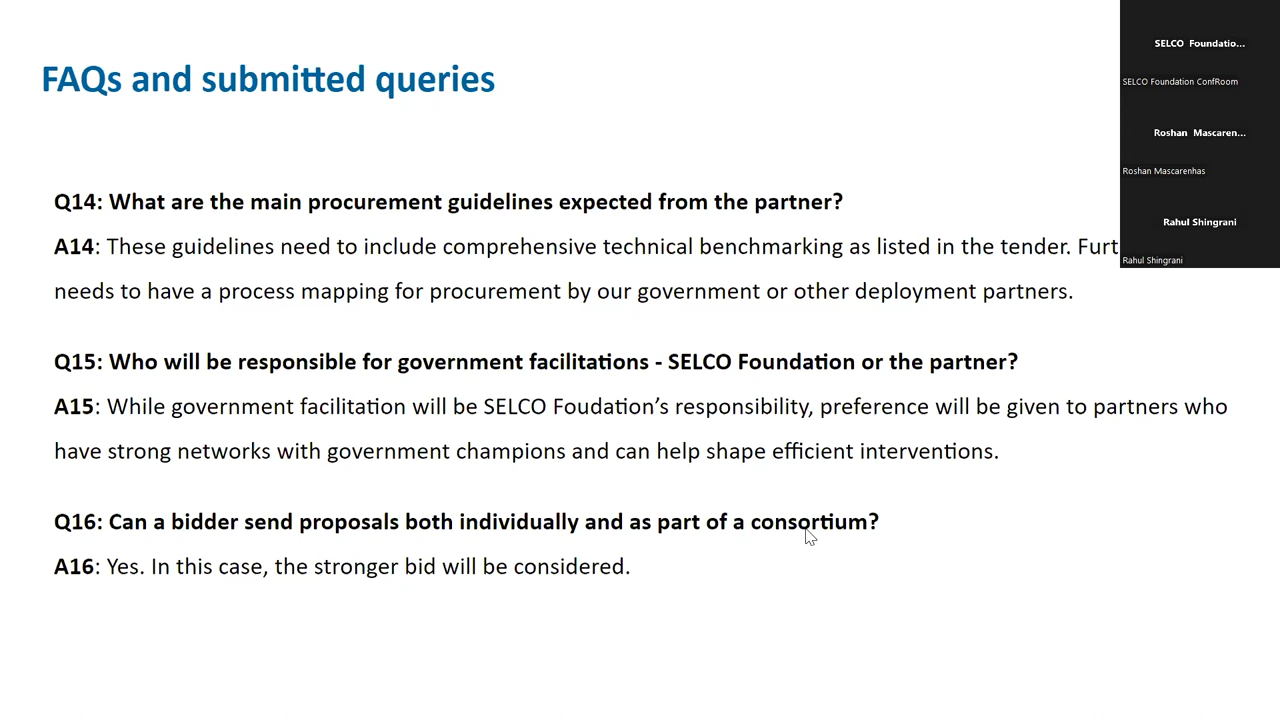 FAQs and submitted queries
Q14: What are the main procurement guidelines expected from the partner?
A14: These guidelines need to include comprehensive technical benchmarking as listed in the tender.
needs to have a process mapping for procurement by our government or other deployment partners.
Q15: Who will be responsible for government facilitations - SELCO Foundation or the partner?
A15: While government facilitation will be SELCO Foudation’s responsibility, preference will be given to partners who
have strong networks with government champions and can help shape efficient interventions.
Q16: Can a bidder send proposals both individually and as part of a consortium?
A16: Yes. In this case, the stronger bid will be considered.
SELCO Foundatio...
SELCO Foundation ConfRoom
Roshan Mascaren...
Roshan Mascarenhas
Rahul Shingrani
Rahul Shingrani